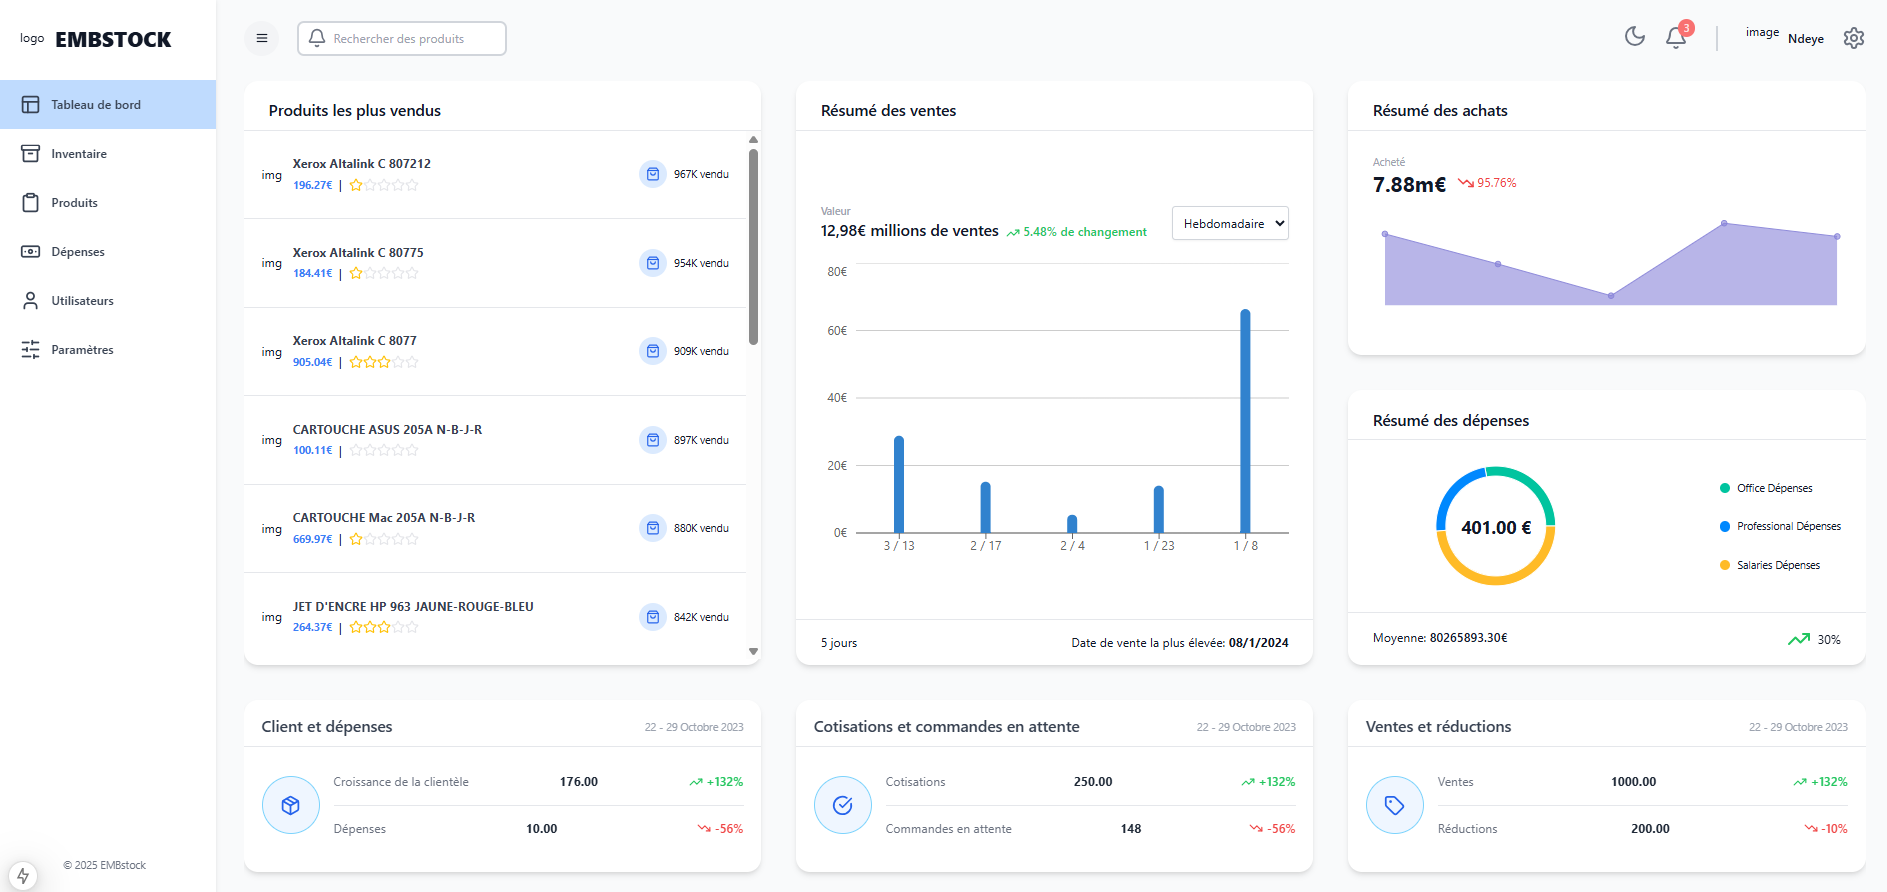 logo EMBSTOCK
Tableau de bord
Inventaire
Produits
Dépenses
Utilisateurs
Paramètres
© 2025 EMBstock
Rechercher des produits
3
image Ndeye
Produits les plus vendus
img
Xerox Altalink C 807212
196.27€ |
967K vendu
img
Xerox Altalink C 80775
184.41€ |
954K vendu
img
Xerox Altalink C 8077
905.04€ |
909K vendu
img
CARTOUCHE ASUS 205A N-B-J-R
100.11€ |
897K vendu
img
CARTOUCHE Mac 205A N-B-J-R
669.97€ |
880K vendu
img
JET D'ENCRE HP 963 JAUNE-ROUGE-BLEU
264.37€ |
842K vendu
Résumé des ventes
Valeur
12,98€ millions de ventes 5.48% de changement
Hebdomadaire
80€
60€
40€
20€
0€
3 / 13 2 / 17 2 / 4 1 / 23 1 / 8
5 jours
Date de vente la plus élevée: 08/1/2024
Résumé des achats
Acheté
7.88m€ 95.76%
Résumé des dépenses
401.00 €
Office Dépenses
Professional Dépenses
Salaries Dépenses
Moyenne: 80265893.30€
30%
Client et dépenses
22 - 29 Octobre 2023
Croissance de la clientèle 176.00 +132%
Dépenses 10.00 -56%
Cotisations et commandes en attente
22 - 29 Octobre 2023
Cotisations 250.00 +132%
Commandes en attente 148 -56%
Ventes et réductions
22 - 29 Octobre 2023
Ventes 1000.00 +132%
Réductions 200.00 -10%